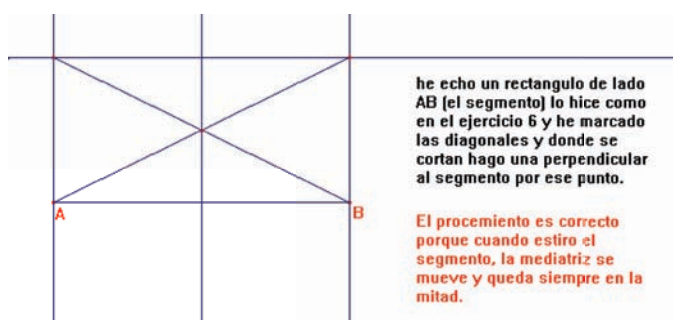 he echo un rectangulo de lado
AB (el segmento) lo hice como
en el ejercicio 6 y he marcado
las diagonales y donde se
cortan hago una perpendicular
al segmento por ese punto.
A
B
El procemiento es correcto
porque cuando estiro el
segmento, la mediatriz se
mueve y queda siempre en la
mitad.